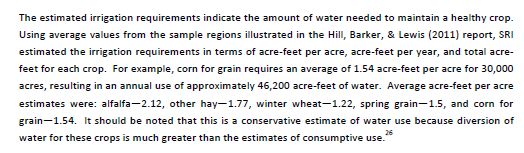 The estimated irrigation requirements indicate the amount of water needed to maintain a healthy crop.
Using average values from the sample regions illustrated in the Hill, Barker, & Lewis (2011) report, SRI
estimated the irrigation requirements in terms of acre-feet per acre, acre-feet per year, and total acre-
feet for each crop.  For example, corn for grain requires an average of 1.54 acre-feet per acre for 30,000
acres, resulting in an annual use of approximately 46,200 acre-feet of water.  Average acre-feet per acre
estimates were: alfalfa—2.12, other hay—1.77, winter wheat—1.22, spring grain—1.5, and corn for
grain—1.54.  It should be noted that this is a conservative estimate of water use because diversion of
water for these crops is much greater than the estimates of consumptive use.26